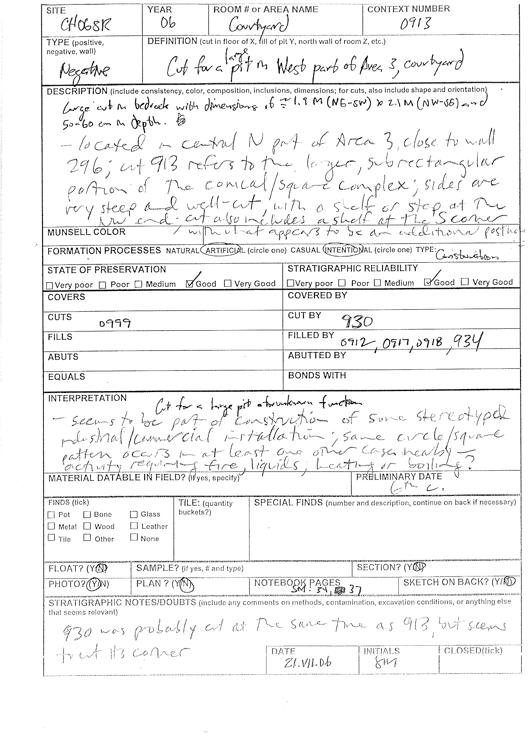 SITE YEAR ROOM # or AREA NAME CONTEXT NUMBER
CH06SR 06 Courtyard 0913
TYPE (positive, negative, wall) DEFINITION (cut in floor of X, fill of pit Y, north wall of room Z, etc.)
Negative Cut for a large pit in West part of Area 3, courtyard
DESCRIPTION (include consistency, color, composition, inclusions, dimensions; for cuts, also include shape and orientation)
Large cut in bedrock with dimensions of ≈ 1.9 M (NE-SW) x 2.1 M (NW-SE) and
50-60 cm in depth.
- located in central N part of Area 3, close to wall
296; cut 913 refers to the larger, subrectangular
portion of the conical/square complex; sides are
very steep and well-cut, with a shelf or step at the
NW end - cut also includes a shelf at the S corner
/ with what appears to be an additional posthole
MUNSELL COLOR
FORMATION PROCESSES NATURAL ARTIFICIAL (circle one) CASUAL INTENTIONAL (circle one) TYPE: Construction
STATE OF PRESERVATION STRATIGRAPHIC RELIABILITY
Very poor Poor Medium Good Very Good Very poor Poor Medium Good Very Good
COVERS COVERED BY
CUTS 0999 CUT BY 930
FILLS FILLED BY 0912, 0917, 0918, 934
ABUTS ABUTTED BY
EQUALS BONDS WITH
INTERPRETATION Cut for a large pit of unknown function
- seems to be part of construction of some stereotyped
industrial/commercial installation; same circle/square
pattern occurs in at least one other case nearby -
activity requiring fire, liquids, heating or boiling?
MATERIAL DATABLE IN FIELD? (if yes, specify) PRELIMINARY DATE
6th c.
FINDS (tick) TILE: (quantity buckets?) SPECIAL FINDS (number and description, continue on back if necessary)
Pot Bone Glass
Metal Wood Leather
Tile Other None
FLOAT? (Y/N) SAMPLE? (if yes, # and type) SECTION? (Y/N)
PHOTO? (Y/N) PLAN? (Y/N) NOTEBOOK PAGES SM: 34, 37 SKETCH ON BACK? (Y/N)
STRATIGRAPHIC NOTES/DOUBTS (include any comments on methods, contamination, excavation conditions, or anything else
that seems relevant)
930 was probably cut at the same time as 913, but seems
to cut its corner
DATE INITIALS CLOSED(tick)
21.VII.06 SM